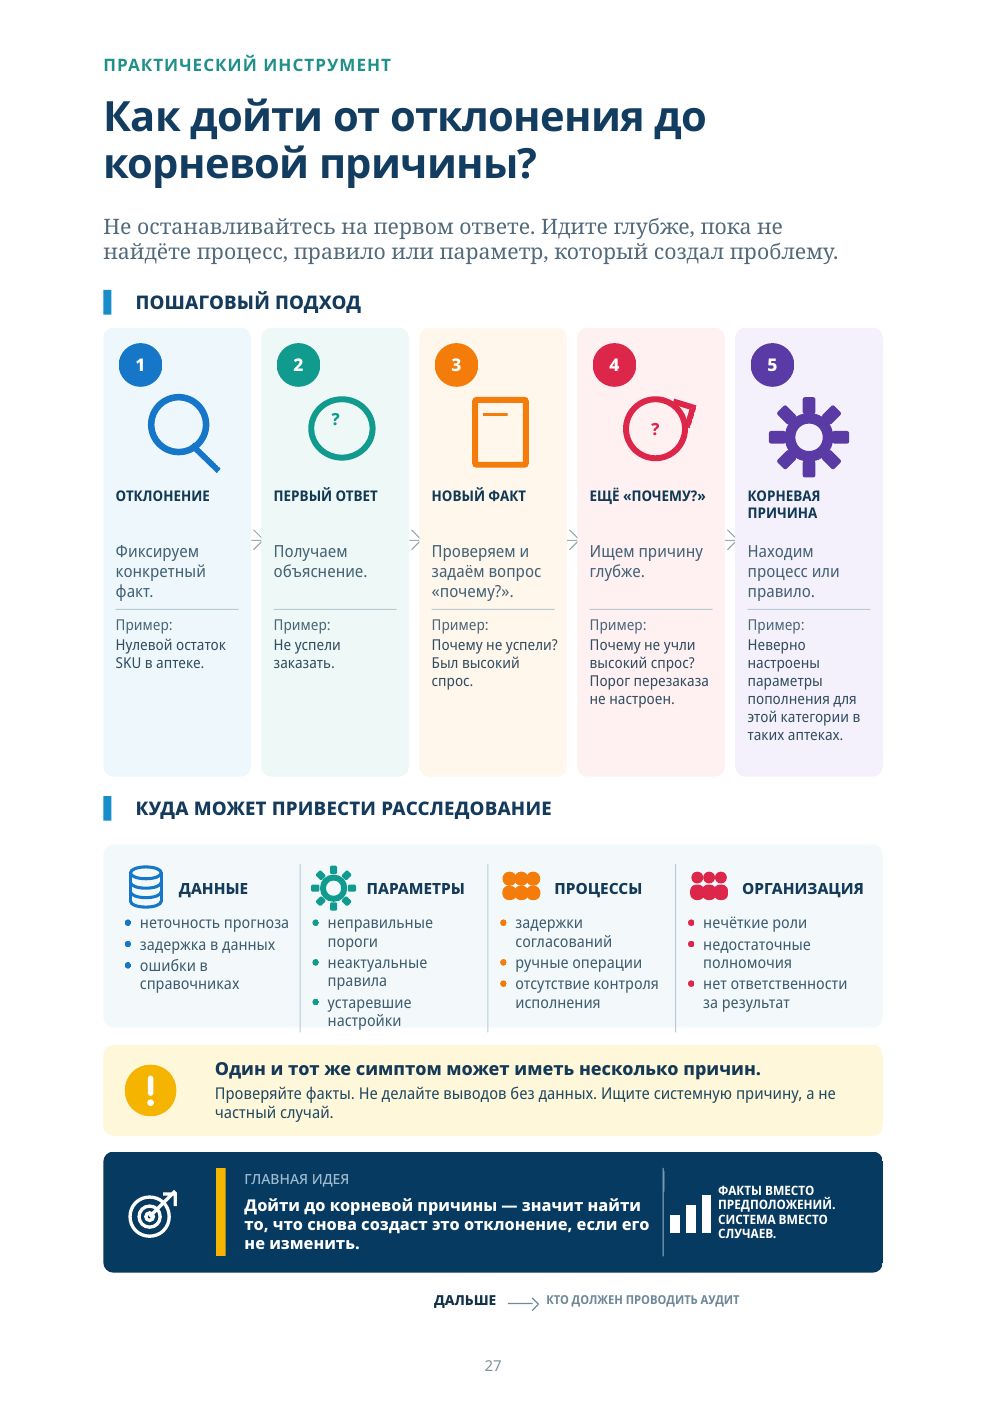 ПРАКТИЧЕСКИЙ ИНСТРУМЕНТ
Как дойти от отклонения до
корневой причины?
Не останавливайтесь на первом ответе. Идите глубже, пока не
найдёте процесс, правило или параметр, который создал проблему.
ПОШАГОВЫЙ ПОДХОД
1
ОТКЛОНЕНИЕ
Фиксируем
конкретный
факт.
Пример:
Нулевой остаток
SKU в аптеке.
2
?
ПЕРВЫЙ ОТВЕТ
Получаем
объяснение.
Пример:
Не успели
заказать.
3
НОВЫЙ ФАКТ
Проверяем и
задаём вопрос
«почему?».
Пример:
Почему не успели?
Был высокий
спрос.
4
?
ЕЩЁ «ПОЧЕМУ?»
Ищем причину
глубже.
Пример:
Почему не учли
высокий спрос?
Порог перезаказа
не настроен.
5
КОРНЕВАЯ
ПРИЧИНА
Находим
процесс или
правило.
Пример:
Неверно
настроены
параметры
пополнения для
этой категории в
таких аптеках.
КУДА МОЖЕТ ПРИВЕСТИ РАССЛЕДОВАНИЕ
ДАННЫЕ
• неточность прогноза
• задержка в данных
• ошибки в
справочниках
ПАРАМЕТРЫ
• неправильные
пороги
• неактуальные
правила
• устаревшие
настройки
ПРОЦЕССЫ
• задержки
согласований
• ручные операции
• отсутствие контроля
исполнения
ОРГАНИЗАЦИЯ
• нечёткие роли
• недостаточные
полномочия
• нет ответственности
за результат
!
Один и тот же симптом может иметь несколько причин.
Проверяйте факты. Не делайте выводов без данных. Ищите системную причину, а не
частный случай.
ГЛАВНАЯ ИДЕЯ
Дойти до корневой причины — значит найти
то, что снова создаст это отклонение, если его
не изменить.
ФАКТЫ ВМЕСТО
ПРЕДПОЛОЖЕНИЙ.
СИСТЕМА ВМЕСТО
СЛУЧАЕВ.
ДАЛЬШЕ
КТО ДОЛЖЕН ПРОВОДИТЬ АУДИТ
27